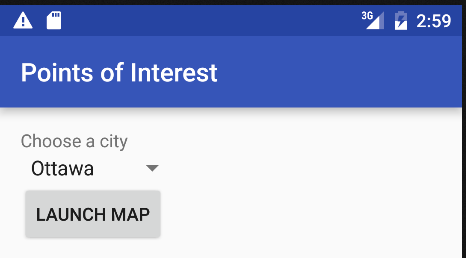 3G 2:59
Points of Interest
Choose a city
Ottawa
LAUNCH MAP